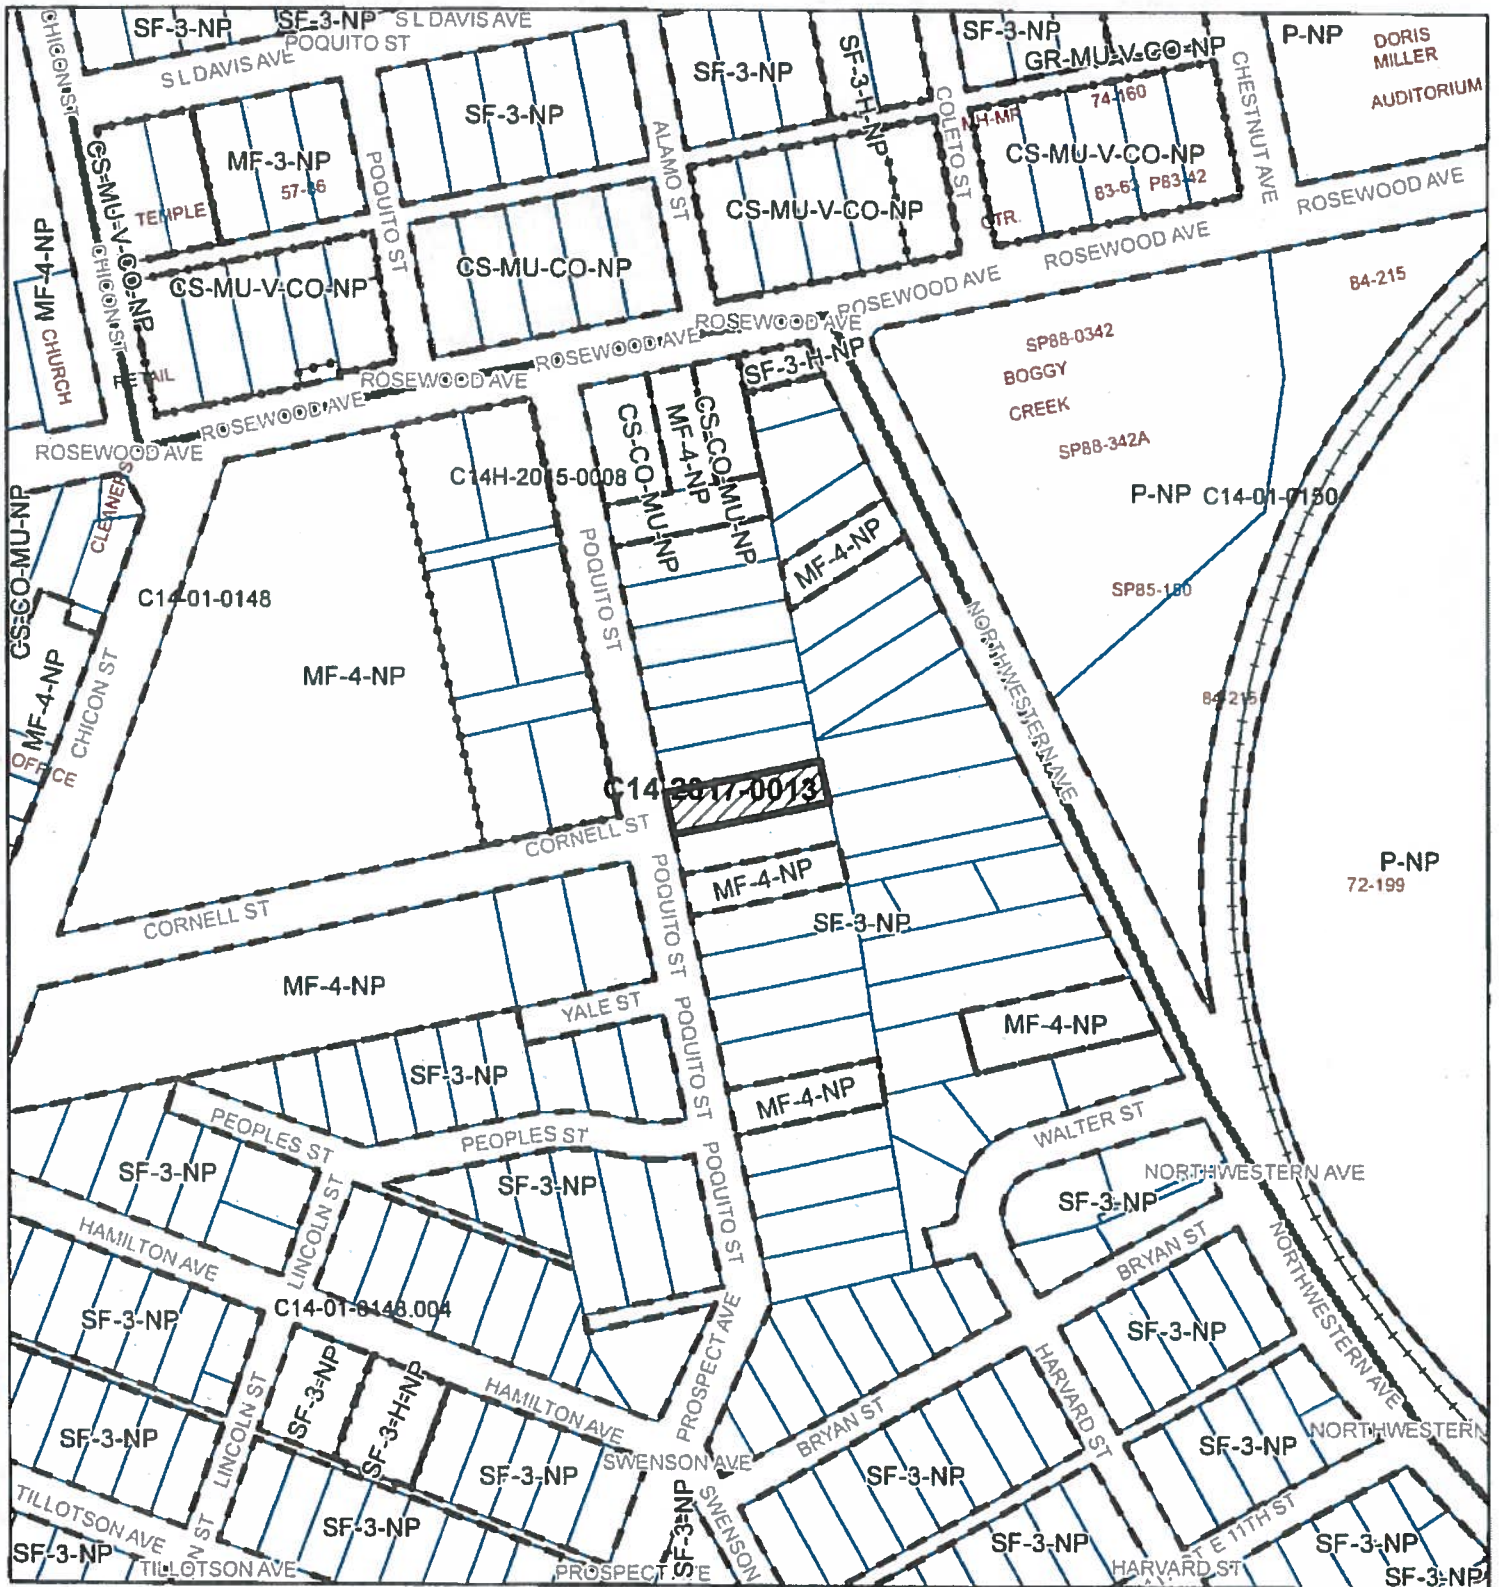 SF-3-NP
SF-3-NP
S L DAVIS AVE
POQUITO ST
S L DAVIS AVE
CHICON ST
SF-3-NP
SF-3-NP
SF-3-H-NP
SF-3-NP
GR-MU-V-CO-NP
P-NP
DORIS
MILLER
AUDITORIUM
CHESTNUT AVE
74-160
MH-MR
COLETO ST
CS-MU-V-CO-NP
83-63
P83-42
CTR.
ROSEWOOD AVE
ROSEWOOD AVE
MF-3-NP
57-86
TEMPLE
POQUITO ST
ALAMO ST
CS-MU-V-CO-NP
CS-MU-V-CO-NP
CHICON ST
MF-4-NP
CHURCH
CS-MU-V-CO-NP
CS-MU-CO-NP
ROSEWOOD AVE
ROSEWOOD AVE
ROSEWOOD AVE
ROSEWOOD AVE
ROSEWOOD AVE
ROSEWOOD AVE
84-215
SP88-0342
BOGGY
CREEK
SP88-342A
P-NP
C14-01-0150
SP85-180
84-215
SF-3-H-NP
CS-CO-MU-NP
MF-4-NP
CS-CO-MU-NP
C14H-2015-0008
CLEANERS
CS-CO-MU-NP
MF-4-NP
OFFICE
CHICON ST
C14-01-0148
MF-4-NP
POQUITO ST
MF-4-NP
NORTHWESTERN AVE
C14-2017-0013
CORNELL ST
CORNELL ST
MF-4-NP
POQUITO ST
MF-4-NP
SF-3-NP
P-NP
72-199
YALE ST
POQUITO ST
MF-4-NP
MF-4-NP
SF-3-NP
PEOPLES ST
PEOPLES ST
WALTER ST
SF-3-NP
SF-3-NP
POQUITO ST
SF-3-NP
NORTHWESTERN AVE
HAMILTON AVE
LINCOLN ST
BRYAN ST
NORTHWESTERN AVE
C14-01-0148.004
SF-3-NP
SF-3-NP
PROSPECT AVE
SF-3-NP
SF-3-H-NP
HAMILTON AVE
HARVARD ST
BRYAN ST
LINCOLN ST
SF-3-NP
SWENSON AVE
SF-3-NP
SF-3-NP
SF-3-NP
NORTHWESTERN
TILLOTSON AVE
SF-3-NP
SF-3-NP
SWENSON
SF-3-NP
E 11TH ST
SF-3-NP
SF-3-NP
TILLOTSON AVE
HARVARD ST
SF-3-NP